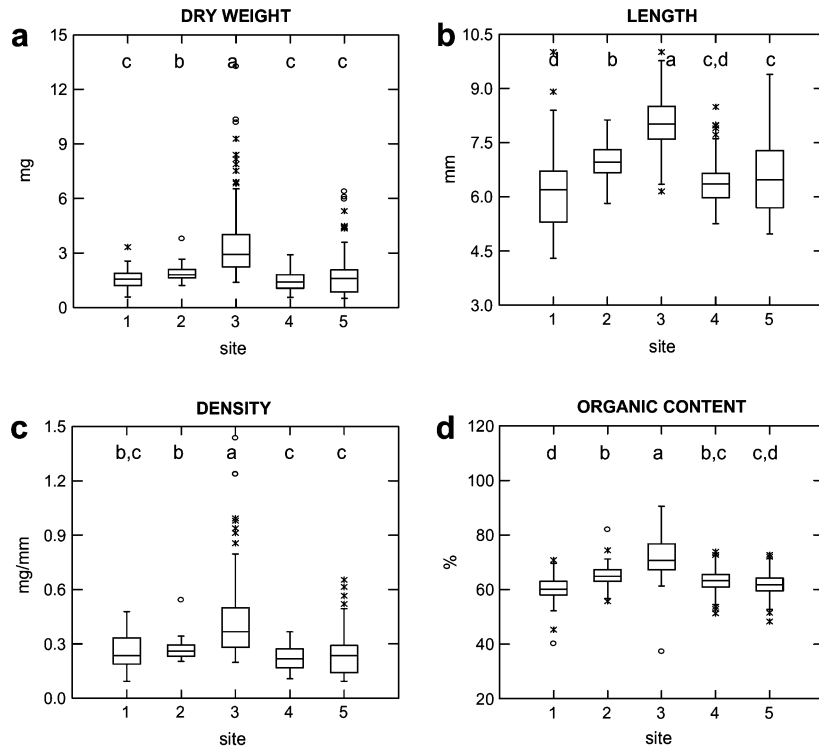 a
DRY WEIGHT
15
12
9
6
3
0
mg
c b a c c
1 2 3 4 5
site
b
LENGTH
10.5
9.0
7.5
6.0
4.5
3.0
mm
d b a c,d c
1 2 3 4 5
site
c
DENSITY
1.5
1.2
0.9
0.6
0.3
0.0
mg/mm
b,c b a c c
1 2 3 4 5
site
d
ORGANIC CONTENT
120
100
80
60
40
20
%
d b a b,c c,d
1 2 3 4 5
site